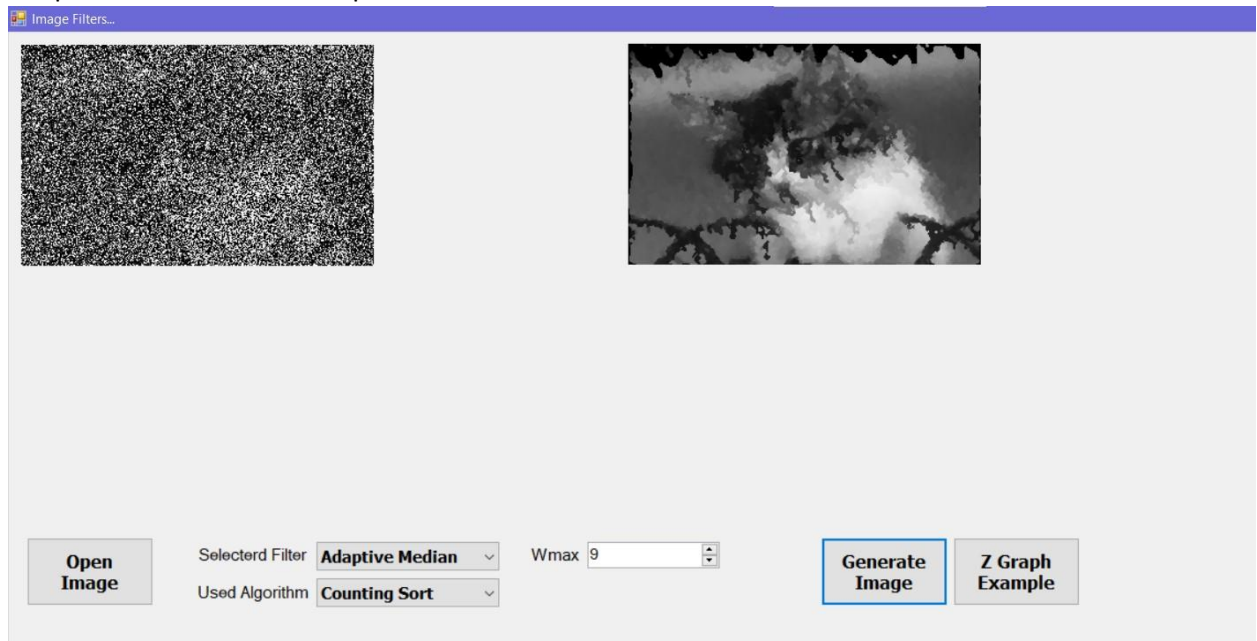 Image Filters...
Open
Image
Selecterd Filter Adaptive Median
Wmax 9
Used Algorithm Counting Sort
Generate
Image
Z Graph
Example